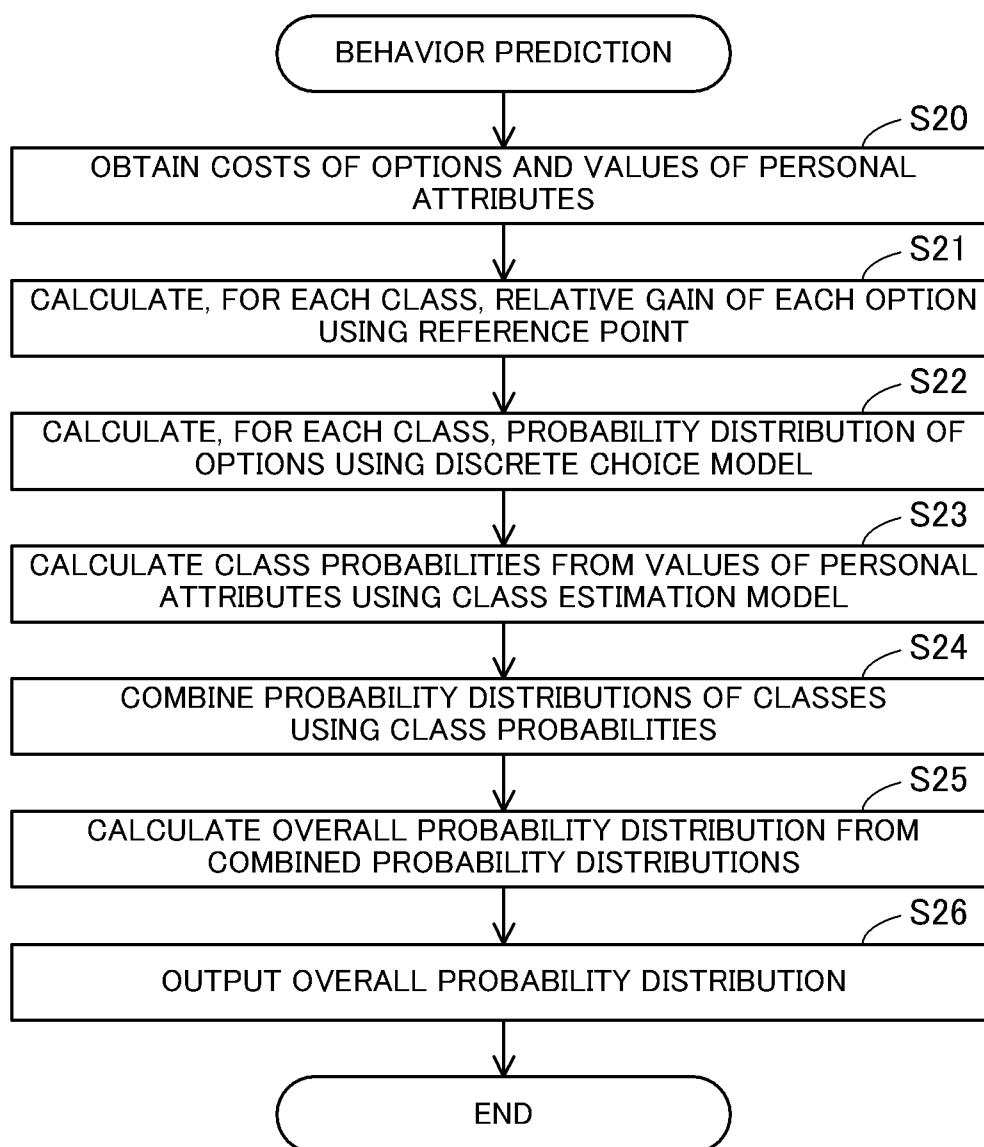 BEHAVIOR PREDICTION
S20
OBTAIN COSTS OF OPTIONS AND VALUES OF PERSONAL
ATTRIBUTES
S21
CALCULATE, FOR EACH CLASS, RELATIVE GAIN OF EACH OPTION
USING REFERENCE POINT
S22
CALCULATE, FOR EACH CLASS, PROBABILITY DISTRIBUTION OF
OPTIONS USING DISCRETE CHOICE MODEL
S23
CALCULATE CLASS PROBABILITIES FROM VALUES OF PERSONAL
ATTRIBUTES USING CLASS ESTIMATION MODEL
S24
COMBINE PROBABILITY DISTRIBUTIONS OF CLASSES
USING CLASS PROBABILITIES
S25
CALCULATE OVERALL PROBABILITY DISTRIBUTION FROM
COMBINED PROBABILITY DISTRIBUTIONS
S26
OUTPUT OVERALL PROBABILITY DISTRIBUTION
END